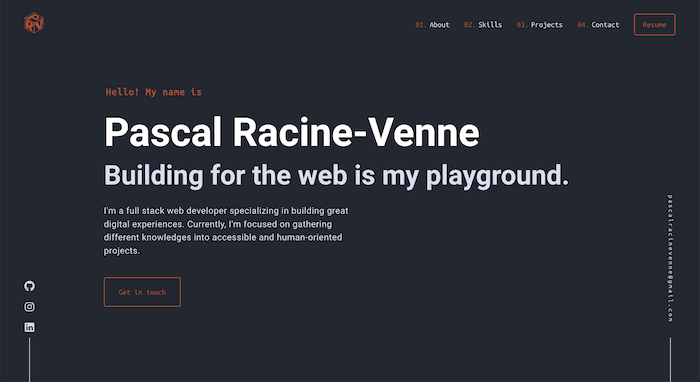 01. About 02. Skills 03. Projects 04. Contact Resume
Hello! My name is
Pascal Racine-Venne
Building for the web is my playground.
I'm a full stack web developer specializing in building great
digital experiences. Currently, I'm focused on gathering
different knowledges into accessible and human-oriented
projects.
Get in touch
pascalracinevenne@gmail.com